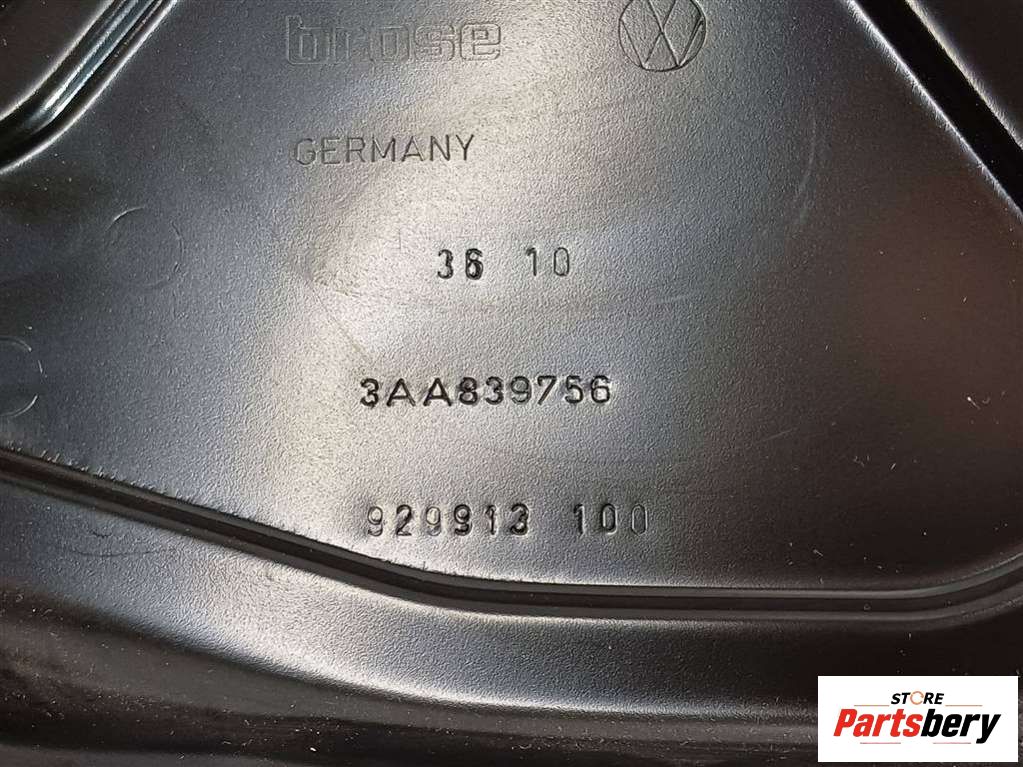 brose
GERMANY
36 10
3AA839756
929913 100
STORE
Partsbery